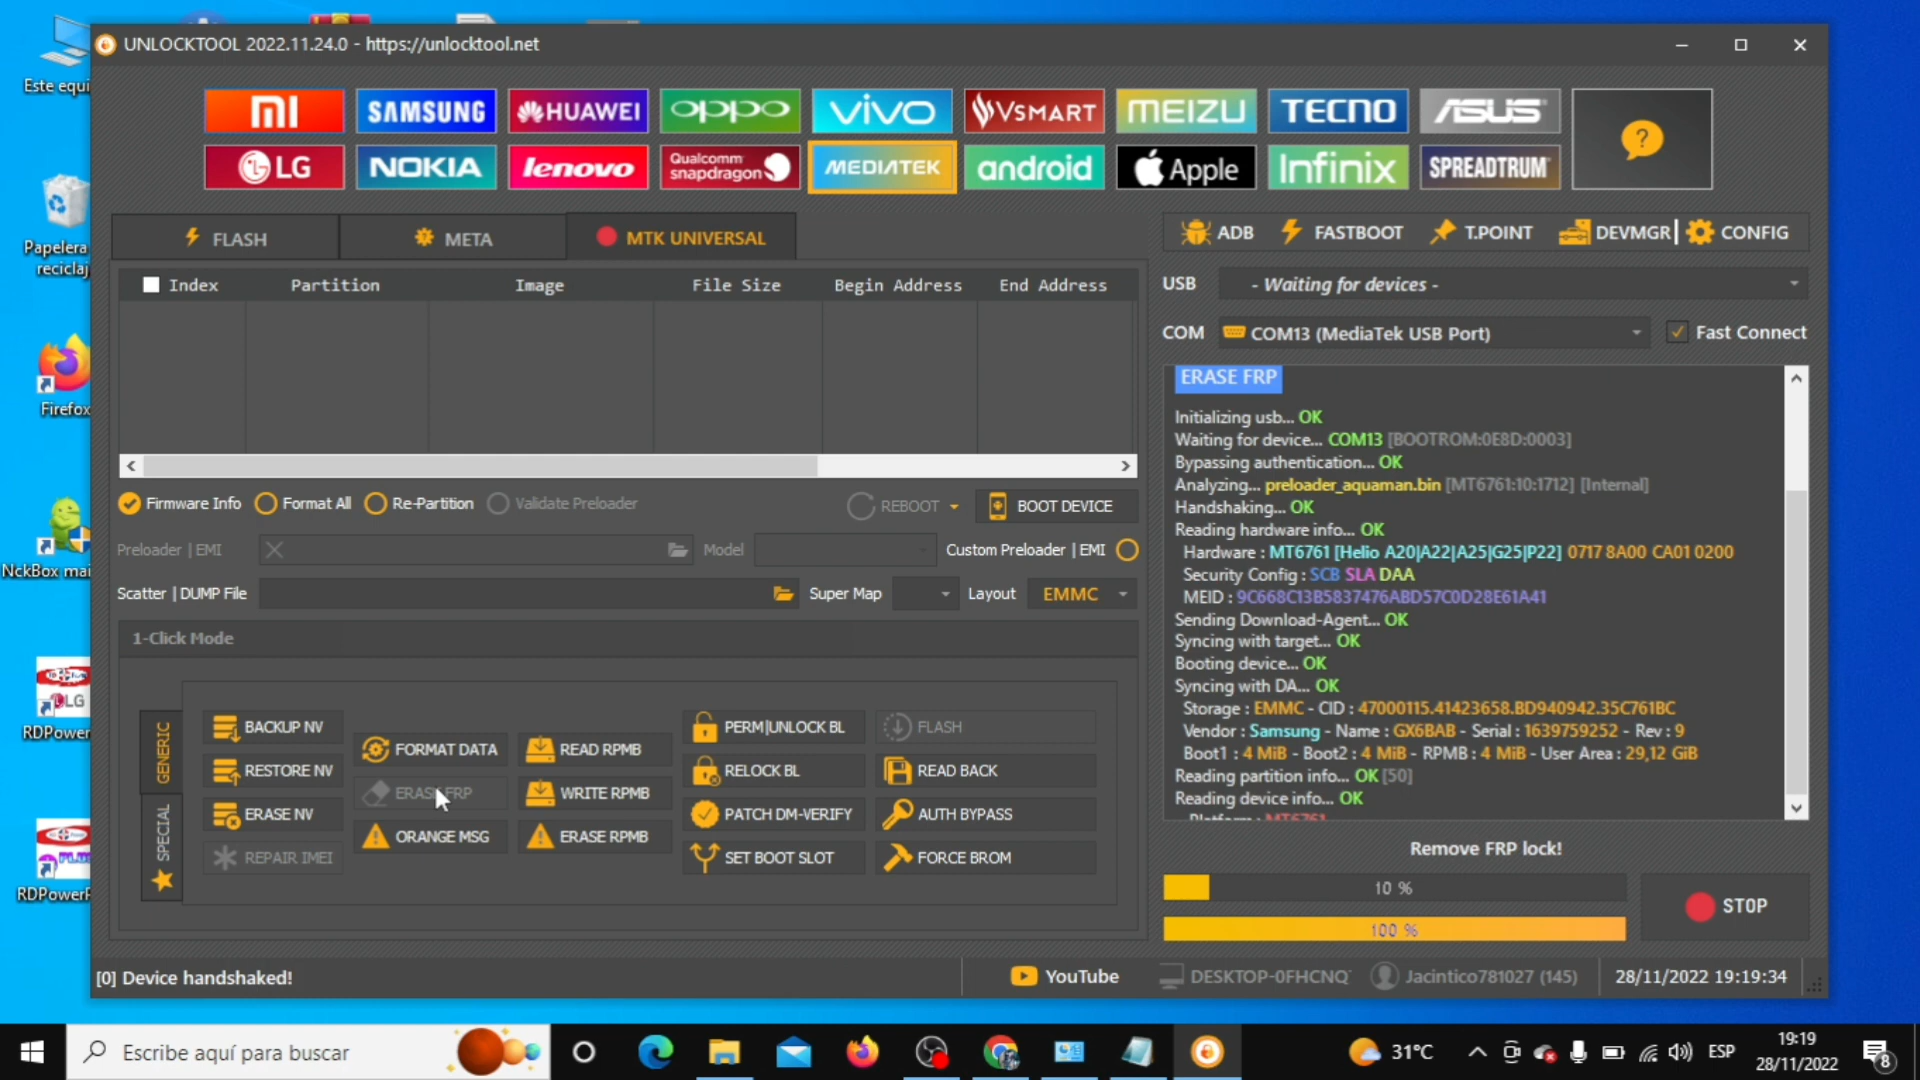 UNLOCKTOOL 2022.11.24.0 - https://unlocktool.net
Este equi
Papelera
reciclaj
Firefox
NckBox mai
RDPower
RDPowerP
mi
SAMSUNG
HUAWEI
oppo
vivo
VSMART
MEIZU
TECNO
ASUS
?
LG
NOKIA
lenovo
Qualcomm
snapdragon
MEDIATEK
android
Apple
Infinix
SPREADTRUM
FLASH
META
MTK UNIVERSAL
ADB
FASTBOOT
T.POINT
DEVMGR
CONFIG
Index Partition Image File Size Begin Address End Address
USB - Waiting for devices -
COM COM13 (MediaTek USB Port) Fast Connect
Firmware Info Format All Re-Partition Validate Preloader REBOOT BOOT DEVICE
Preloader | EMI Model Custom Preloader | EMI
Scatter | DUMP File Super Map Layout EMMC
1-Click Mode
GENERIC
SPECIAL
BACKUP NV
RESTORE NV
ERASE NV
REPAIR IMEI
FORMAT DATA
ERASE FRP
ORANGE MSG
READ RPMB
WRITE RPMB
ERASE RPMB
PERM|UNLOCK BL
RELOCK BL
PATCH DM-VERIFY
SET BOOT SLOT
FLASH
READ BACK
AUTH BYPASS
FORCE BROM
ERASE FRP
Initializing usb... OK
Waiting for device... COM13 [BOOTROM:0E8D:0003]
Bypassing authentication... OK
Analyzing... preloader_aquaman.bin [MT6761:10:1712] [Internal]
Handshaking... OK
Reading hardware info... OK
Hardware : MT6761 [Helio A20|A22|A25|G25|P22] 0717 8A00 CA01 0200
Security Config : SCB SLA DAA
MEID : 9C668C13B5837476ABD57C0D28E61A41
Sending Download-Agent... OK
Syncing with target... OK
Booting device... OK
Syncing with DA... OK
Storage : EMMC - CID : 47000115.41423658.BD940942.35C761BC
Vendor : Samsung - Name : GX6BAB - Serial : 1639759252 - Rev : 9
Boot1 : 4 MiB - Boot2 : 4 MiB - RPMB : 4 MiB - User Area : 29,12 GiB
Reading partition info... OK [50]
Reading device info... OK
Platform : MT6761
Remove FRP lock!
10 %
100 %
STOP
[0] Device handshaked!
YouTube
DESKTOP-0FHCNQ
Jacintico781027 (145)
28/11/2022 19:19:34
Escribe aquí para buscar
31°C
ESP
19:19
28/11/2022
8